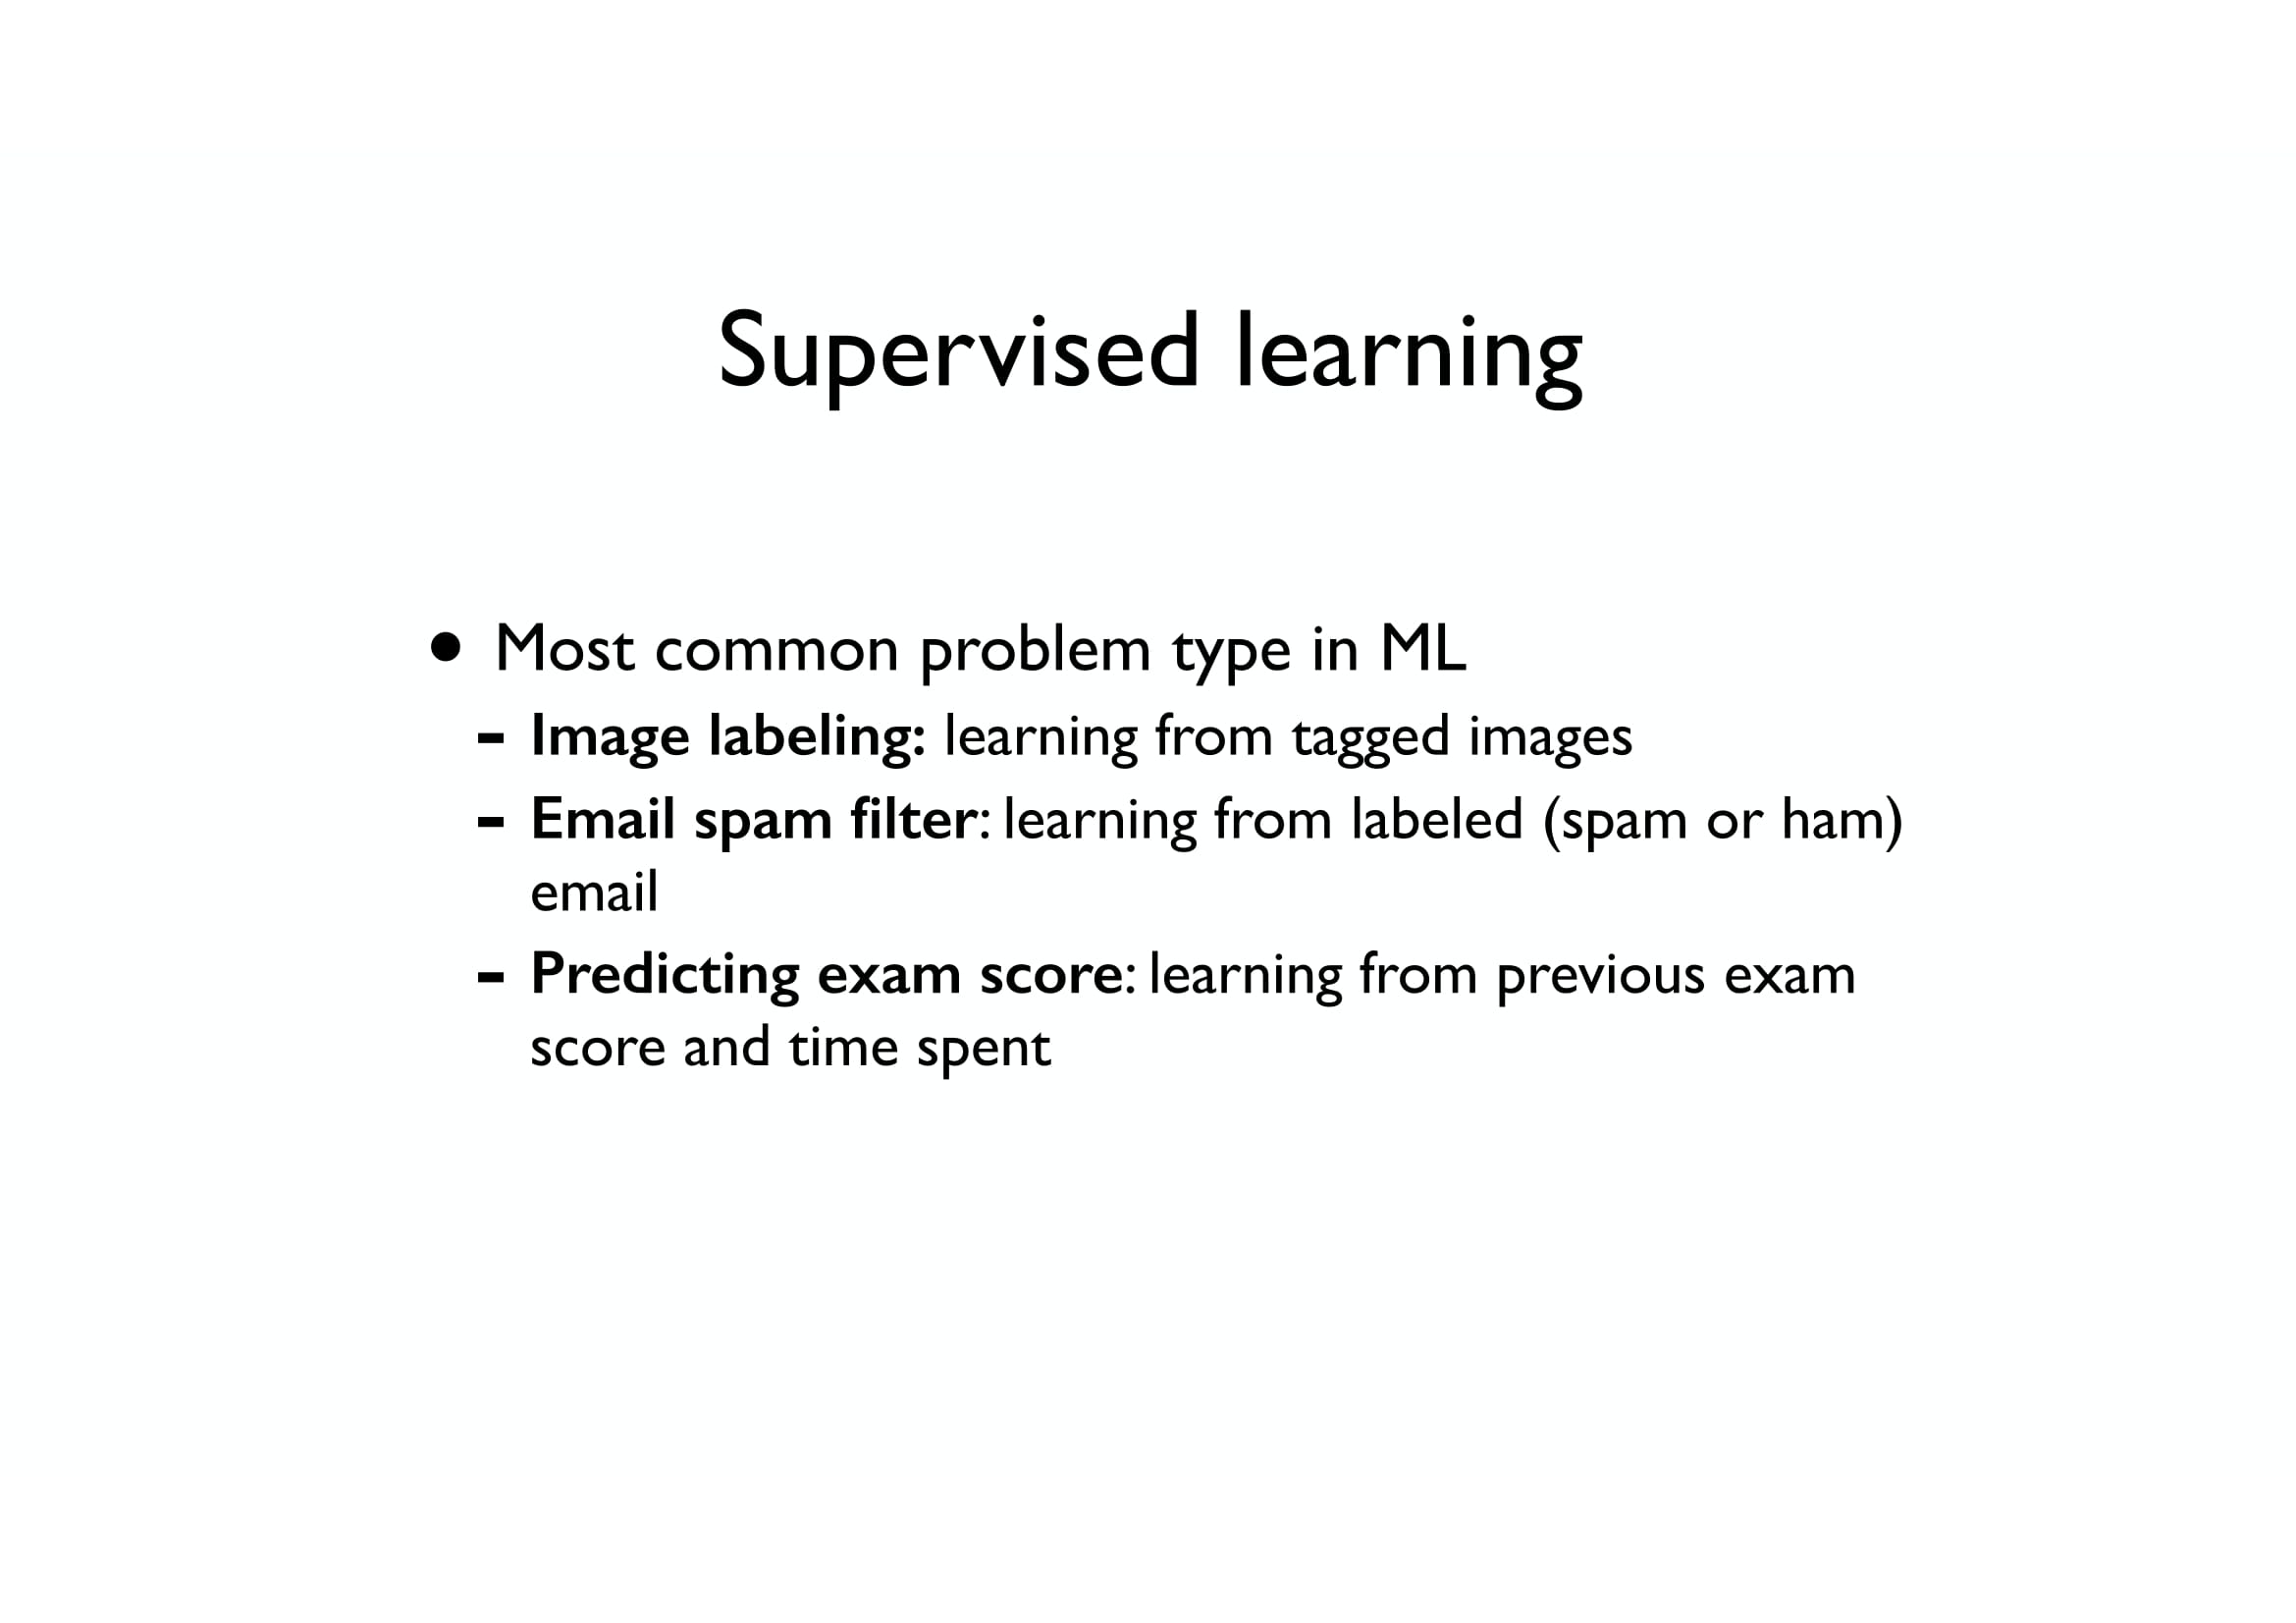 Supervised learning
• Most common problem type in ML
- Image labeling: learning from tagged images
- Email spam filter: learning from labeled (spam or ham)
email
- Predicting exam score: learning from previous exam
score and time spent